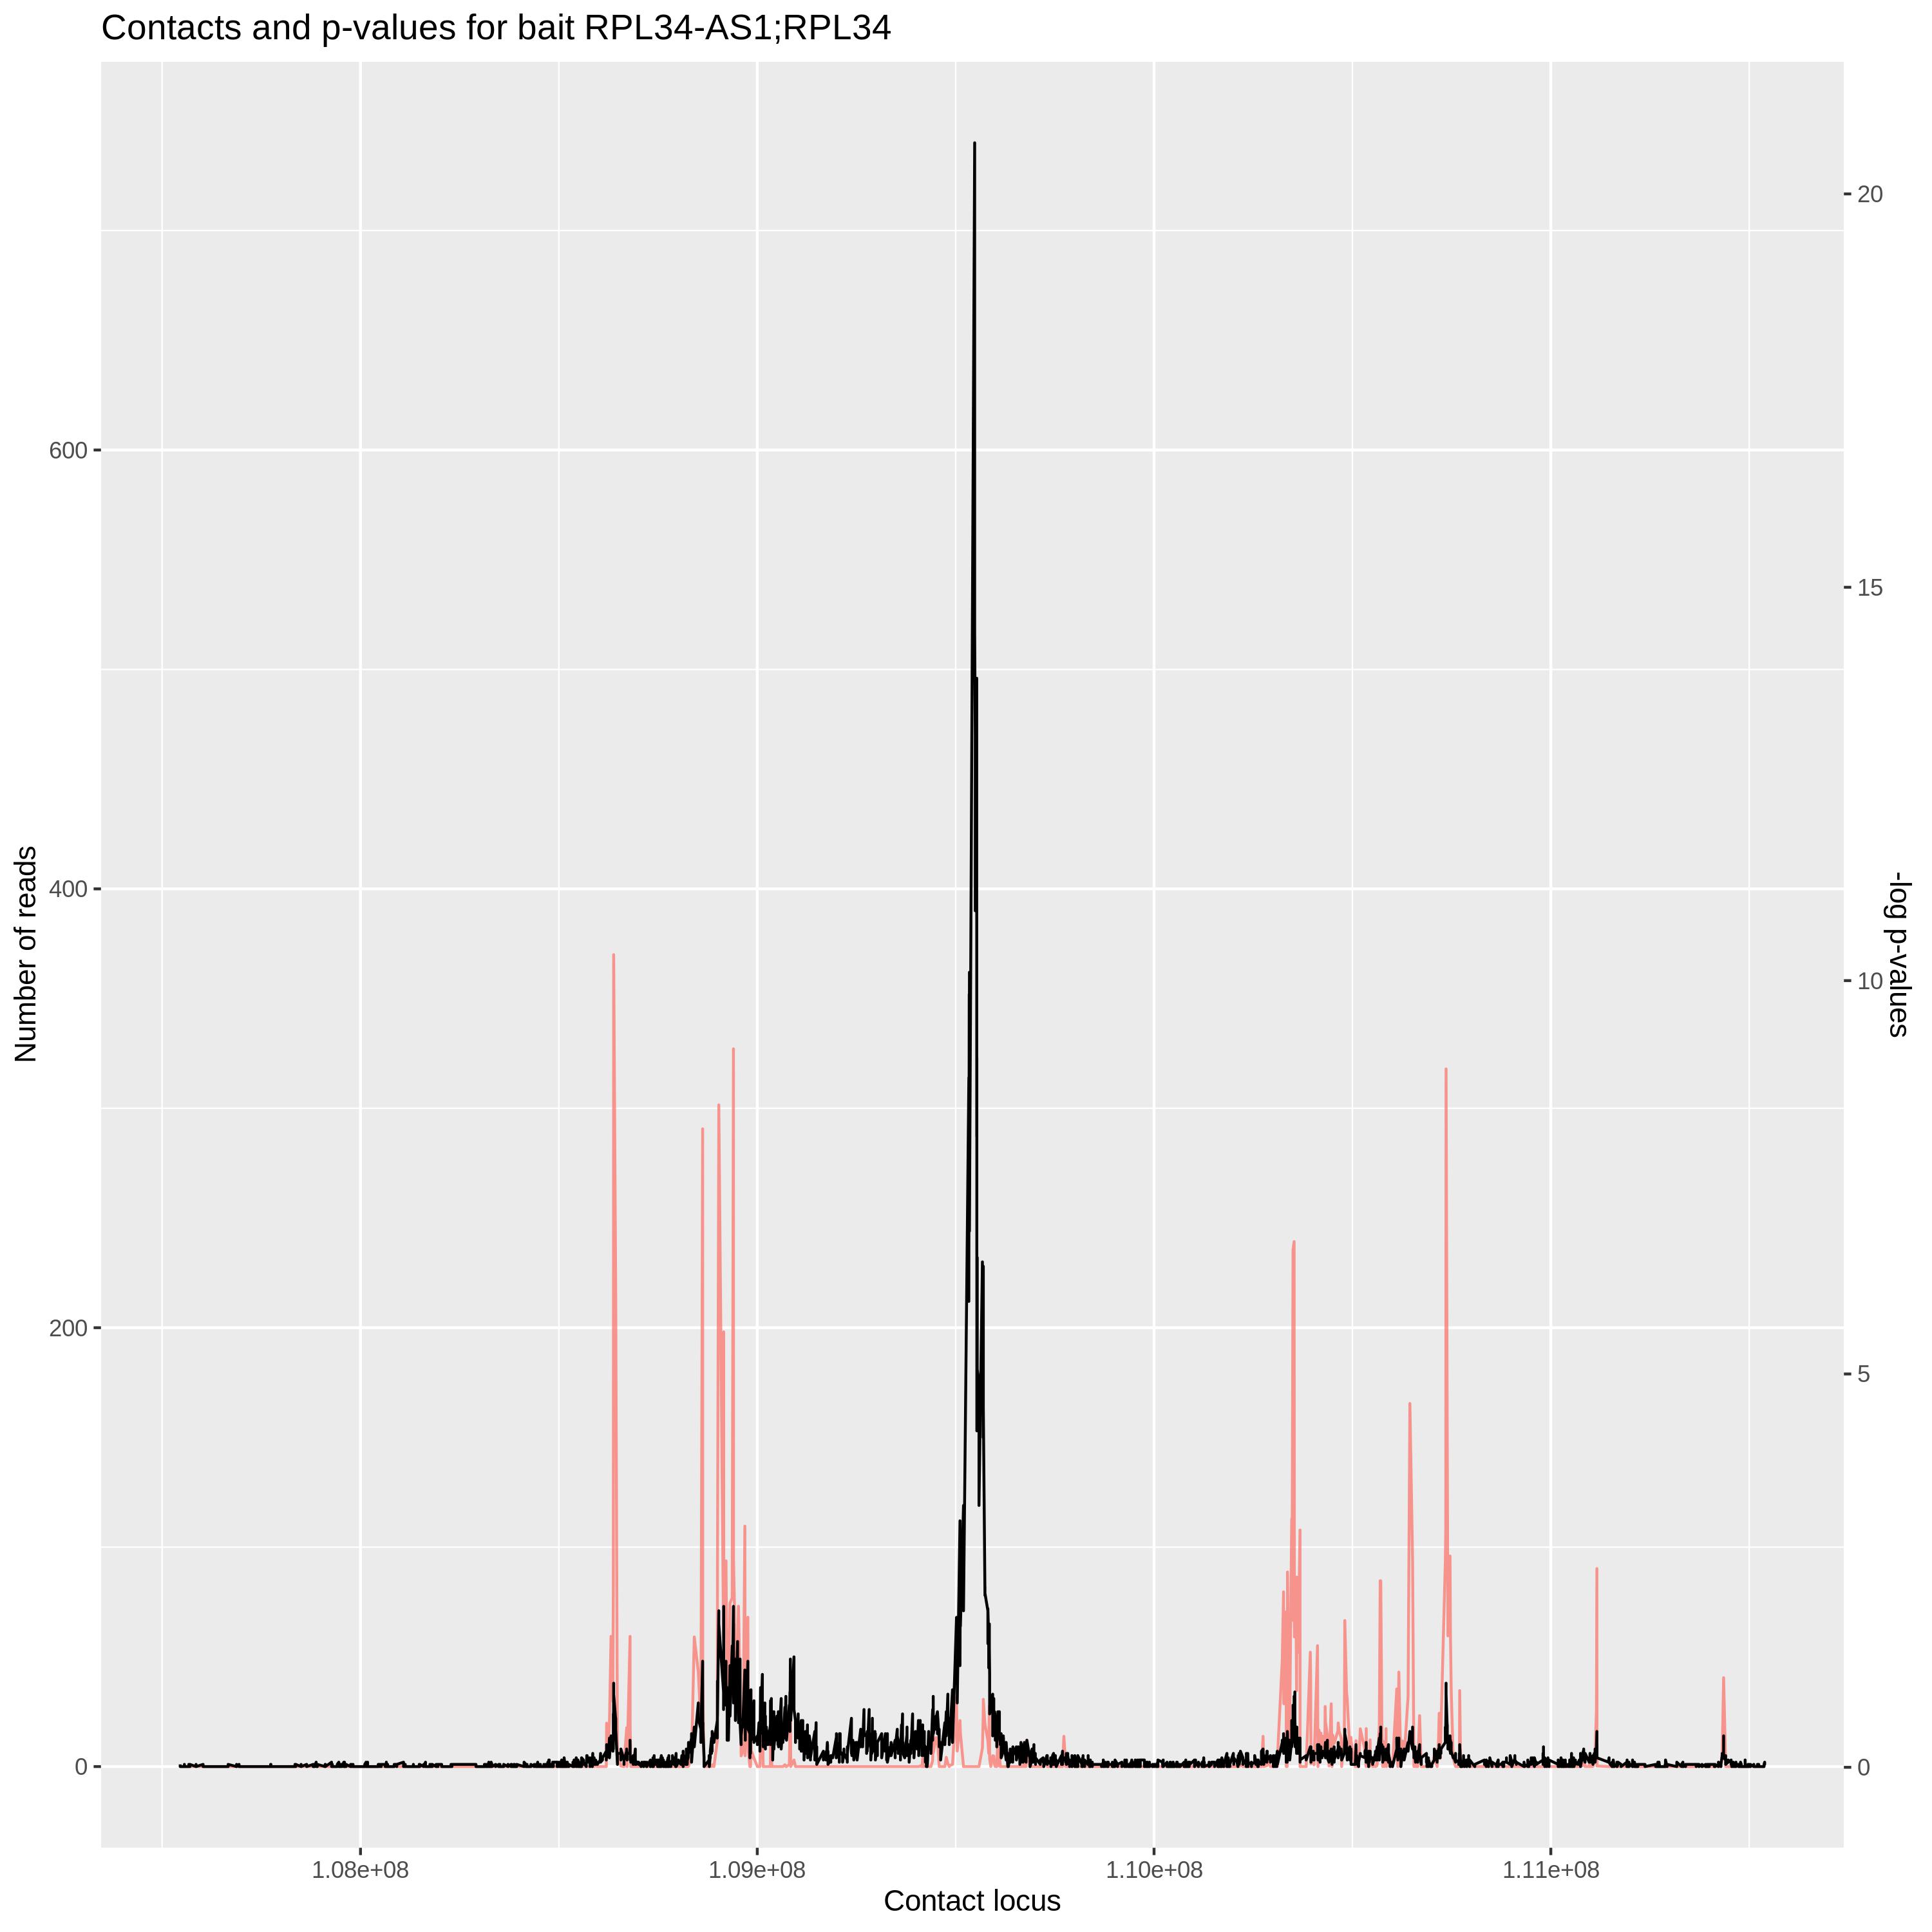 Contacts and p-values for bait RPL34-AS1;RPL34
Number of reads
600
400
200
0
20
15
10
5
0
-log p-values
1.08e+08 1.09e+08 1.10e+08 1.11e+08
Contact locus